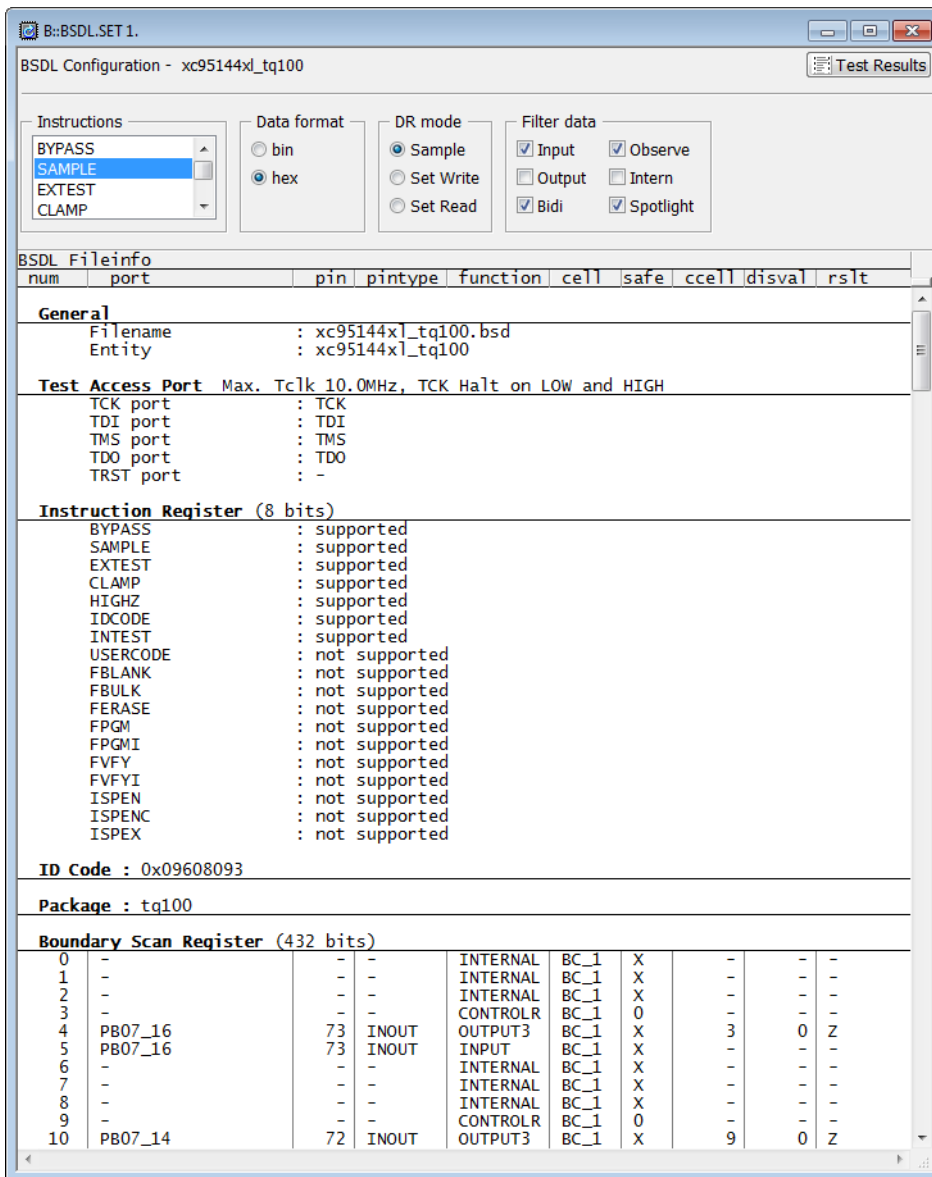 B::BSDL.SET 1.
BSDL Configuration - xc95144xl_tq100
Test Results
Instructions
BYPASS
SAMPLE
EXTEST
CLAMP
Data format
bin
hex
DR mode
Sample
Set Write
Set Read
Filter data
Input Observe
Output Intern
Bidi Spotlight
BSDL Fileinfo
num port pin pintype function cell safe ccell disval rslt
General
Filename : xc95144xl_tq100.bsd
Entity : xc95144xl_tq100
Test Access Port Max. Tclk 10.0MHz, TCK Halt on LOW and HIGH
TCK port : TCK
TDI port : TDI
TMS port : TMS
TDO port : TDO
TRST port : -
Instruction Register (8 bits)
BYPASS : supported
SAMPLE : supported
EXTEST : supported
CLAMP : supported
HIGHZ : supported
IDCODE : supported
INTEST : supported
USERCODE : not supported
FBLANK : not supported
FBULK : not supported
FERASE : not supported
FPGM : not supported
FPGMI : not supported
FVFY : not supported
FVFYI : not supported
ISPEN : not supported
ISPENC : not supported
ISPEX : not supported
ID Code : 0x09608093
Package : tq100
Boundary Scan Register (432 bits)
0 - - - INTERNAL BC_1 X - - -
1 - - - INTERNAL BC_1 X - - -
2 - - - INTERNAL BC_1 X - - -
3 - - - CONTROLR BC_1 0 - - -
4 PB07_16 73 INOUT OUTPUT3 BC_1 X 3 0 Z
5 PB07_16 73 INOUT INPUT BC_1 X - - -
6 - - - INTERNAL BC_1 X - - -
7 - - - INTERNAL BC_1 X - - -
8 - - - INTERNAL BC_1 X - - -
9 - - - CONTROLR BC_1 0 - - -
10 PB07_14 72 INOUT OUTPUT3 BC_1 X 9 0 Z